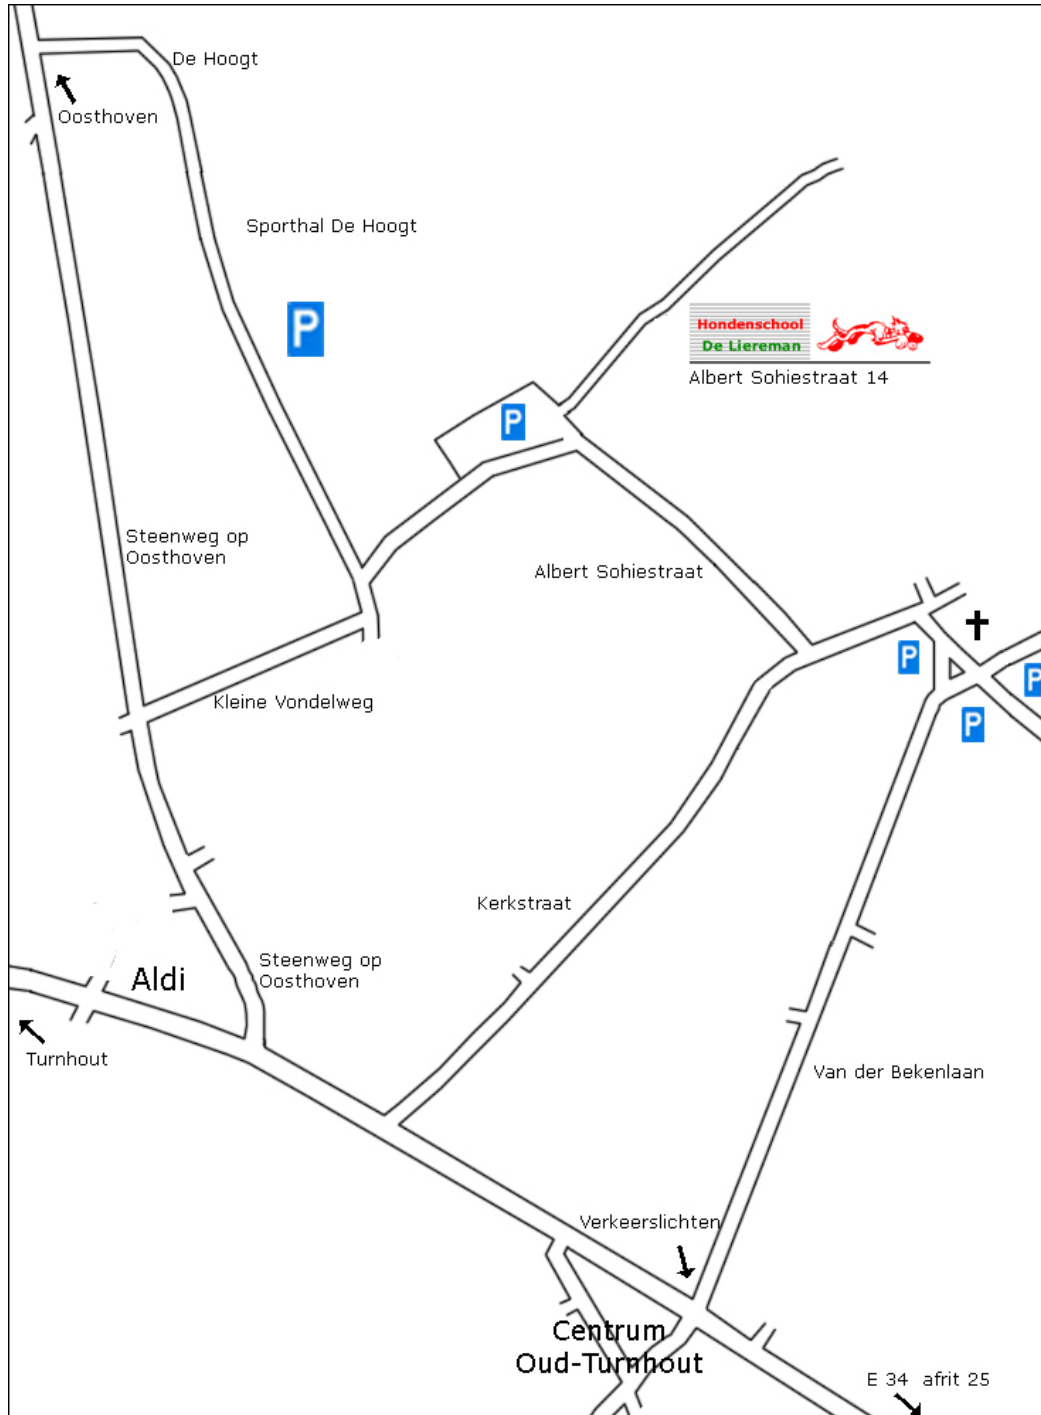 De Hoogt
Oosthoven
Sporthal De Hoogt
P
Hondenschool
De Liereman
Albert Sohiestraat 14
P
Steenweg op
Oosthoven
Albert Sohiestraat
P
P
P
Kleine Vondelweg
Kerkstraat
Steenweg op
Oosthoven
Aldi
Turnhout
Van der Bekenlaan
Verkeerslichten
Centrum
Oud-Turnhout
E 34 afrit 25